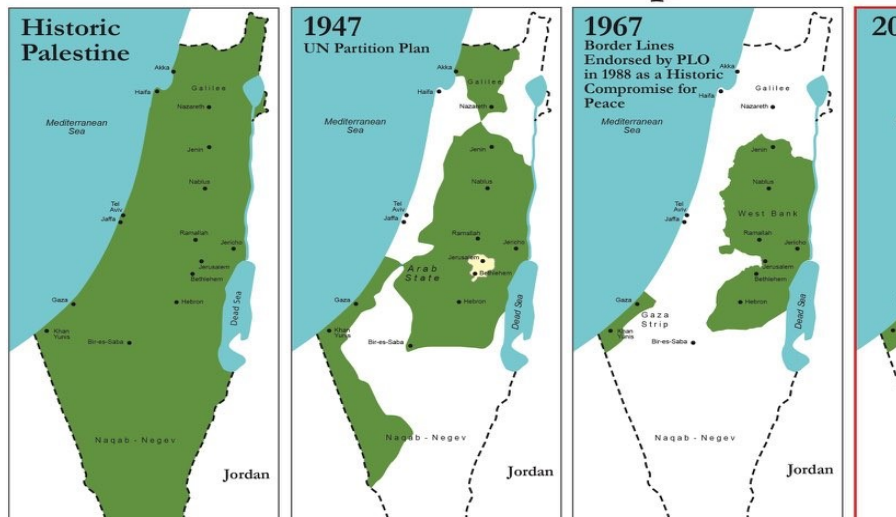 Historic
Palestine
Akka
Galilee
Haifa
Nazareth
Mediterranean
Sea
Jenin
Nablus
Tel
Aviv
Jaffa
Ramallah
Jericho
Jerusalem
Bethlehem
Gaza
Hebron
Dead Sea
Khan
Yunis
Bir-es-Saba
Naqab - Negev
Jordan
1947
UN Partition Plan
Akka
Galilee
Haifa
Nazareth
Mediterranean
Sea
Jenin
Nablus
Tel
Aviv
Jaffa
Ramallah
Jericho
Jerusalem
Arab
State
Bethlehem
Gaza
Hebron
Dead Sea
Khan
Yunis
Bir-es-Saba
Naqab - Negev
Jordan
1967
Border Lines
Endorsed by PLO
in 1988 as a Historic
Compromise for
Peace
Akka
Galilee
Haifa
Nazareth
Mediterranean
Sea
Jenin
Nablus
Tel
Aviv
Jaffa
West Bank
Ramallah
Jericho
Jerusalem
Bethlehem
Gaza
Hebron
Gaza
Strip
Dead Sea
Khan
Yunis
Bir-es-Saba
Naqab - Negev
Jordan
20